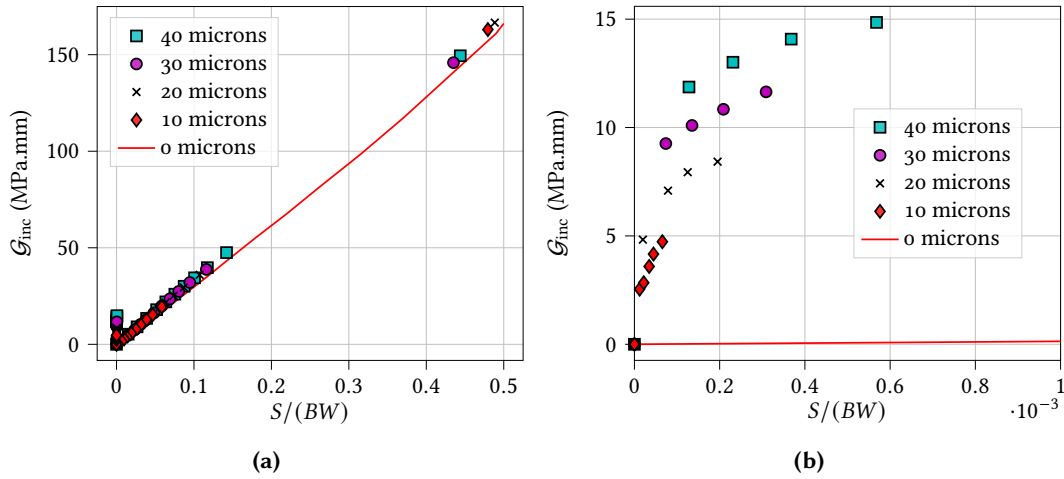 0
50
100
150
𝒢inc (MPa.mm)
40 microns
30 microns
20 microns
10 microns
0 microns
0 0.1 0.2 0.3 0.4 0.5
S/(BW)
(a)
0
5
10
15
𝒢inc (MPa.mm)
40 microns
30 microns
20 microns
10 microns
0 microns
0 0.2 0.4 0.6 0.8 1
S/(BW)
·10⁻³
(b)